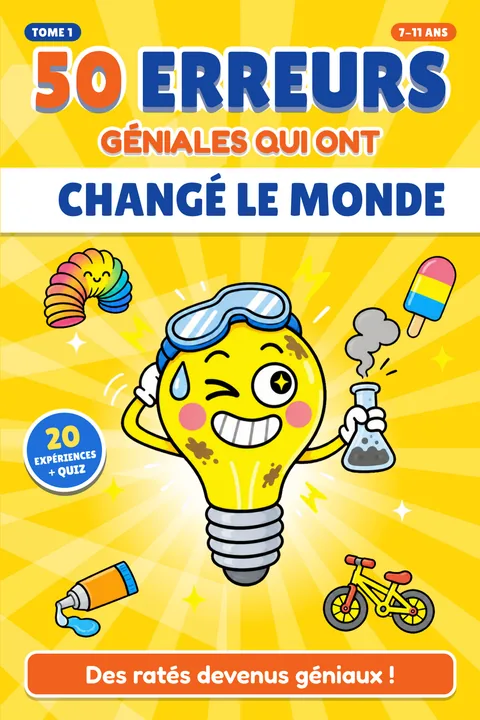 TOME 1
7-11 ANS
50 ERREURS
GÉNIALES QUI ONT
CHANGÉ LE MONDE
20
EXPÉRIENCES
+ QUIZ
Des ratés devenus géniaux !